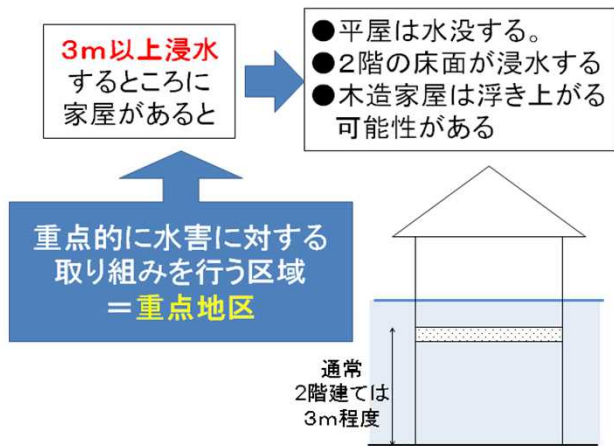 3m以上浸水
するところに
家屋があると
●平屋は水没する。
●2階の床面が浸水する
●木造家屋は浮き上がる
可能性がある
重点的に水害に対する
取り組みを行う区域
=重点地区
通常
2階建ては
3m程度